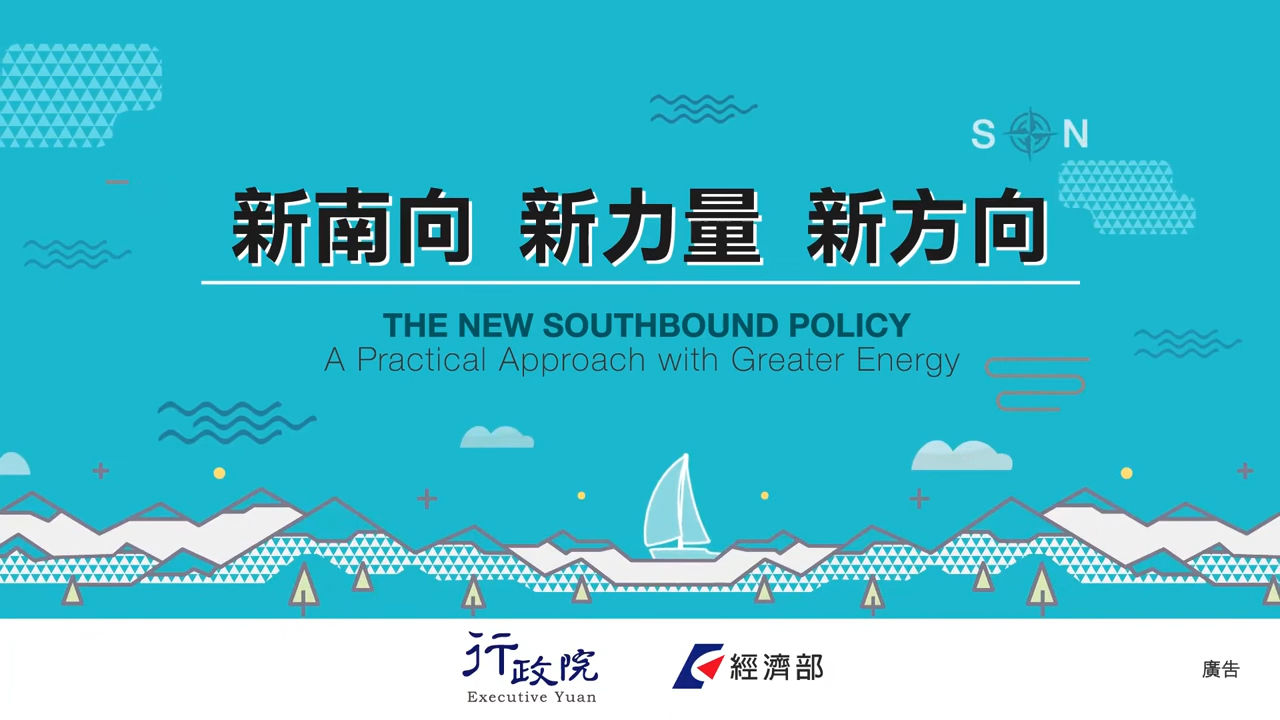 S N
新南向 新力量 新方向
THE NEW SOUTHBOUND POLICY
A Practical Approach with Greater Energy
行政院
Executive Yuan
經濟部
廣告